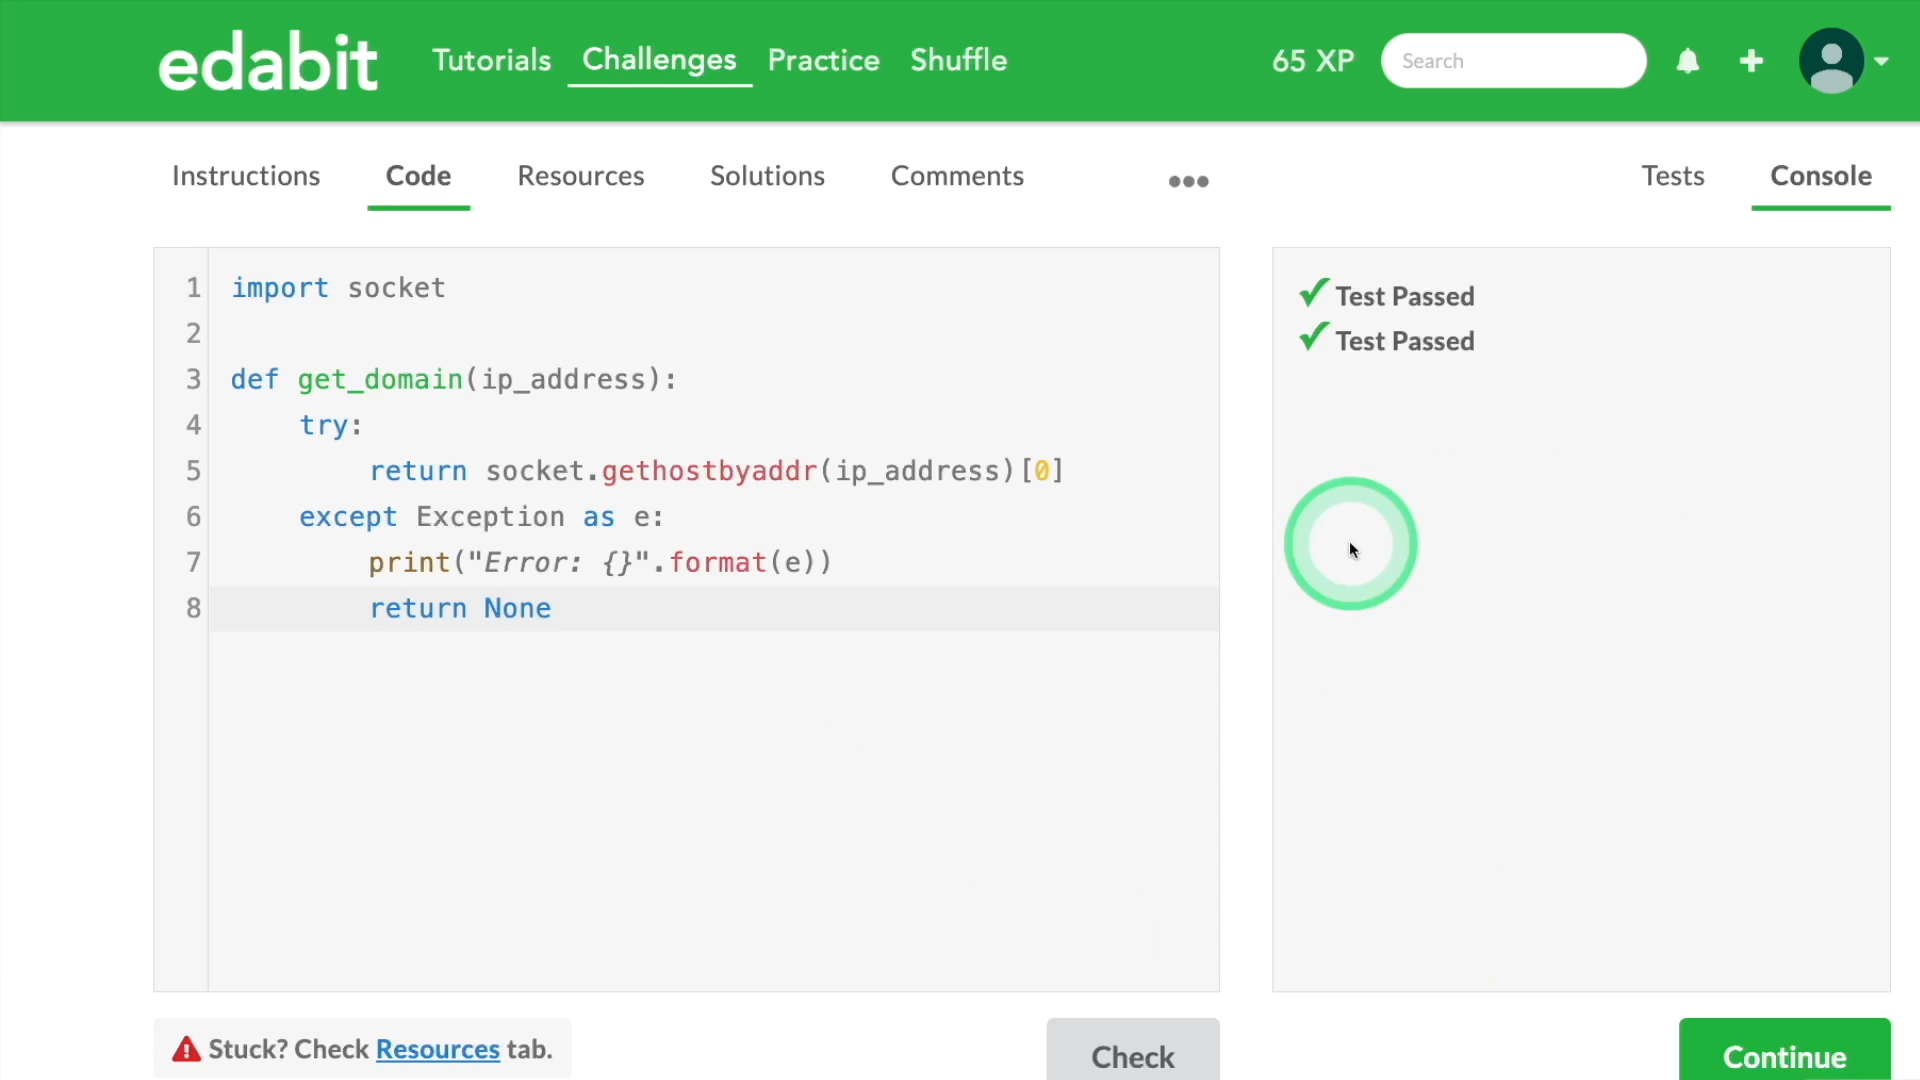 edabit Tutorials Challenges Practice Shuffle 65 XP Search
Instructions Code Resources Solutions Comments Tests Console
1 import socket
2
3 def get_domain(ip_address):
4 try:
5 return socket.gethostbyaddr(ip_address)[0]
6 except Exception as e:
7 print("Error: {}".format(e))
8 return None
Test Passed
Test Passed
Stuck? Check Resources tab.
Check
Continue